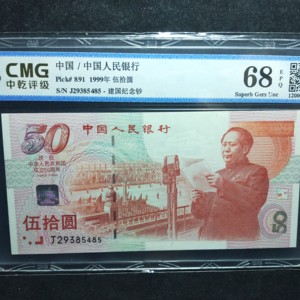 CMG
中乾评级
中国 / 中国人民银行
Pick# 891 1999年 伍拾圆
S/N J29385485 - 建国纪念钞
68
EPQ
Superb Gem Unc
50
中国人民银行
伍拾圆
J29385485
50